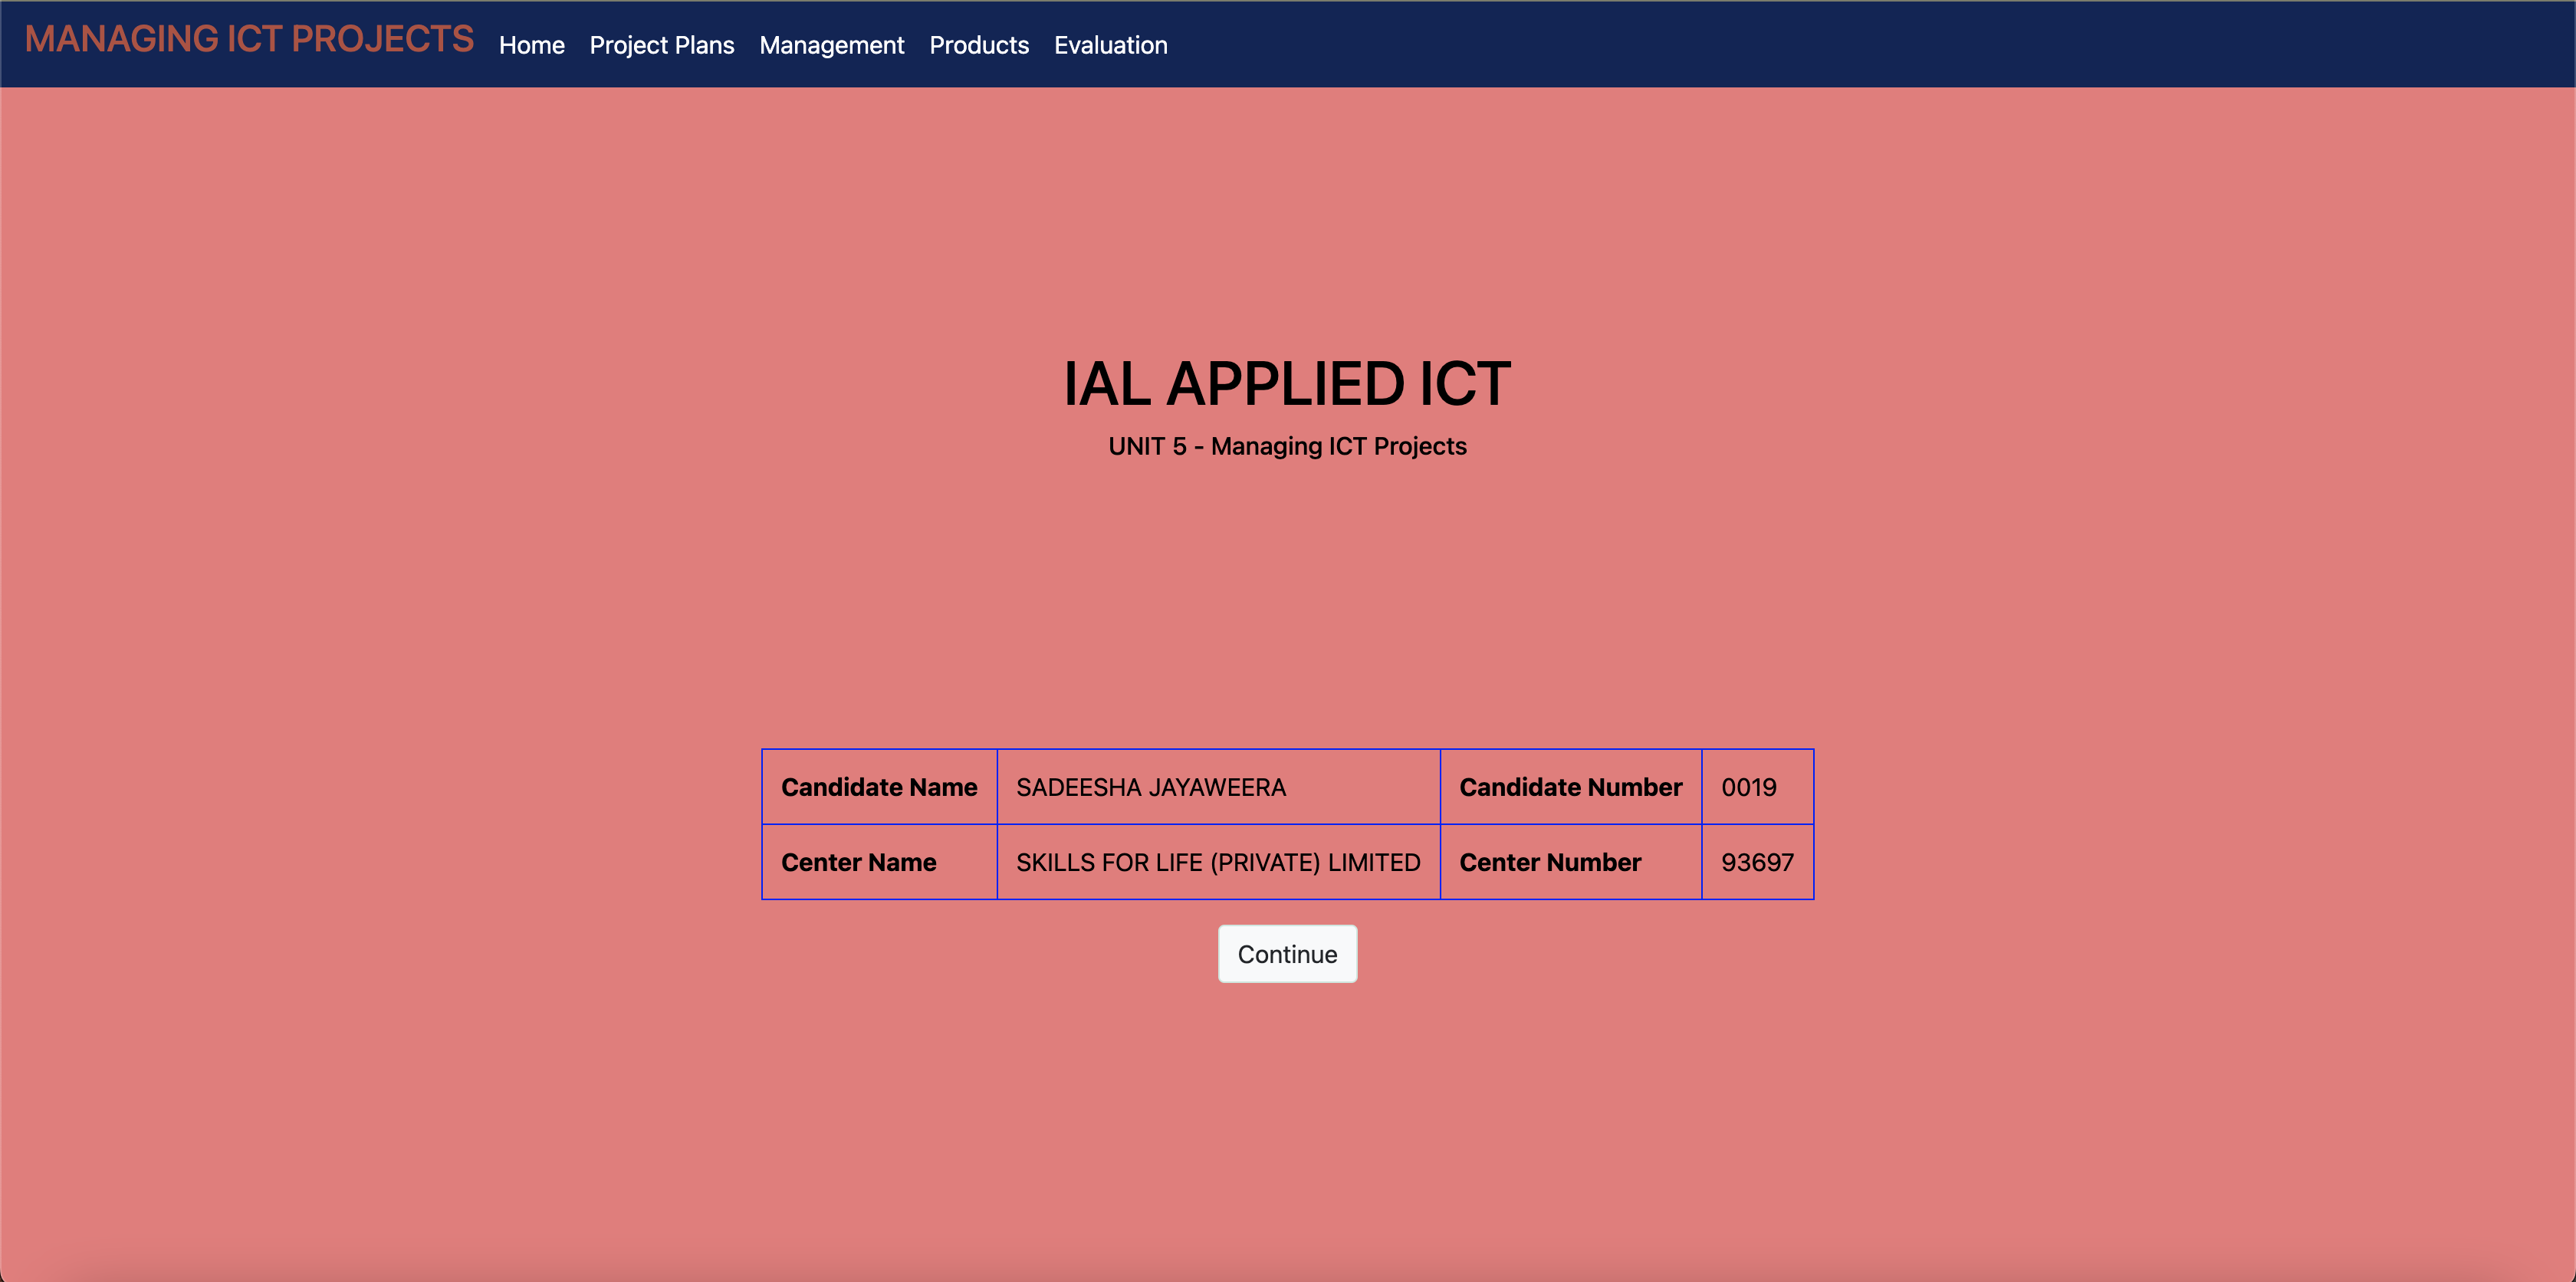 MANAGING ICT PROJECTS Home Project Plans Management Products Evaluation
IAL APPLIED ICT
UNIT 5 - Managing ICT Projects
Candidate Name SADEESHA JAYAWEERA Candidate Number 0019
Center Name SKILLS FOR LIFE (PRIVATE) LIMITED Center Number 93697
Continue